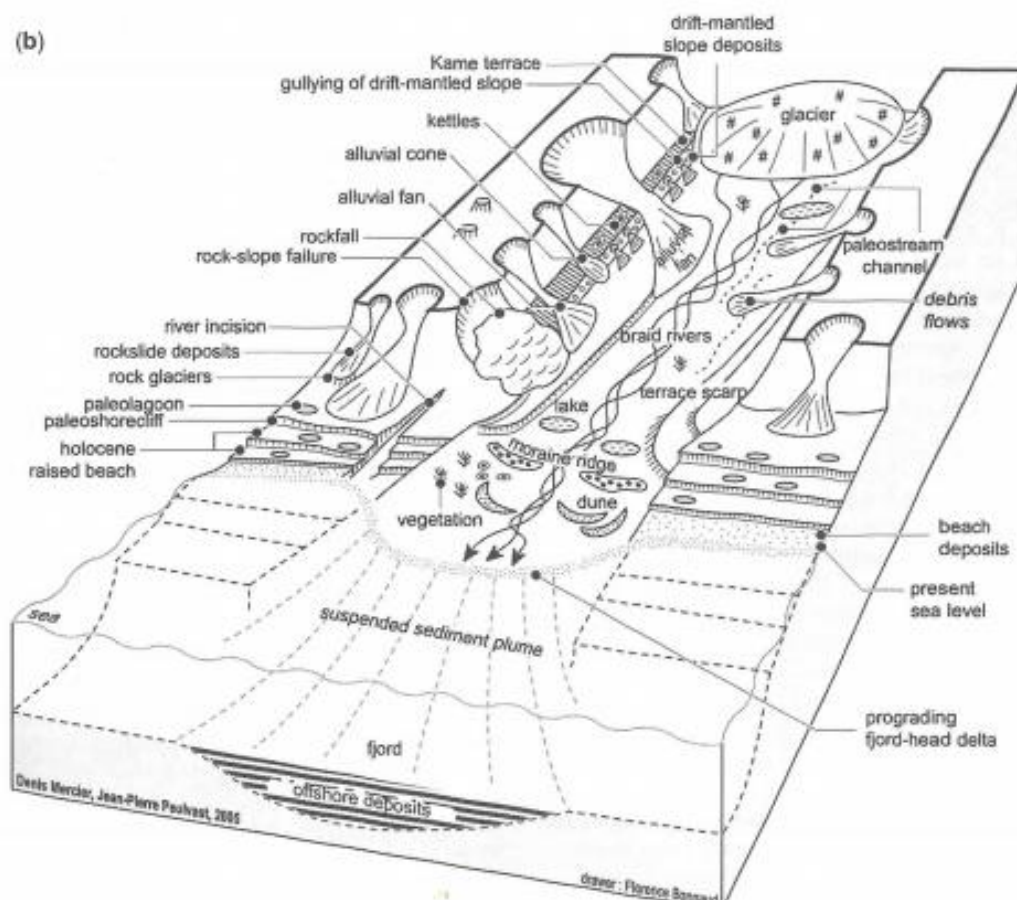 (b)
drift-mantled
slope deposits
Kame terrace
gullying of drift-mantled slope
kettles
glacier
alluvial cone
alluvial fan
rockfall
rock-slope failure
alluvial
fan
paleostream
channel
river incision
debris
flows
rockslide deposits
braid rivers
rock glaciers
terrace scarp
paleolagoon
lake
paleoshorecliff
holocene
raised beach
moraine ridge
vegetation
dune
beach
deposits
present
sea level
sea
suspended sediment plume
prograding
fjord-head delta
fjord
offshore deposits
Denis Mercier, Jean-Pierre Peulvast, 2005
drawer : Florence